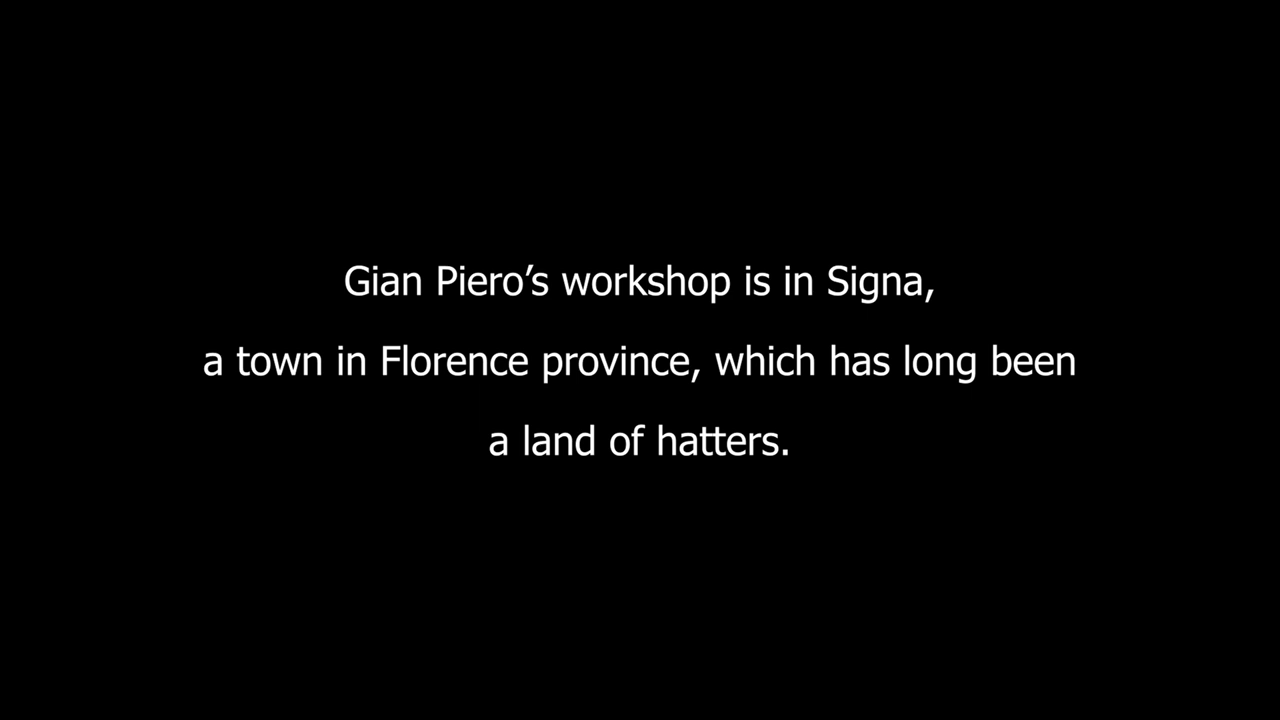 Gian Piero’s workshop is in Signa,
a town in Florence province, which has long been
a land of hatters.